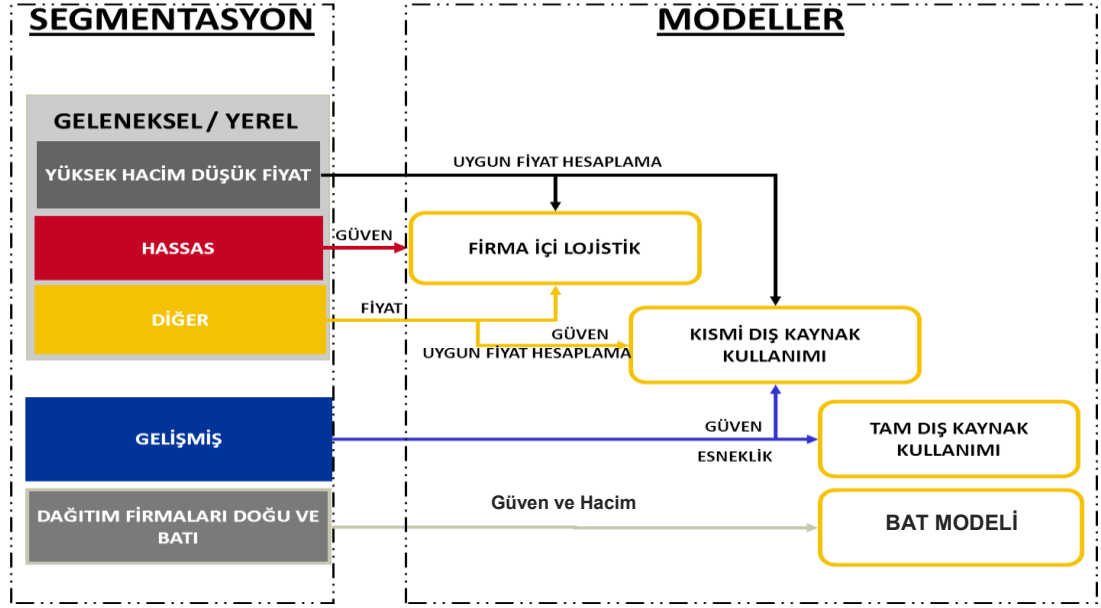 SEGMENTASYON
MODELLER
GELENEKSEL / YEREL
YÜKSEK HACİM DÜŞÜK FİYAT
UYGUN FİYAT HESAPLAMA
HASSAS
GÜVEN
FİRMA İÇİ LOJİSTİK
DİĞER
FİYAT
GÜVEN
UYGUN FİYAT HESAPLAMA
KISMİ DIŞ KAYNAK
KULLANIMI
GELİŞMİŞ
GÜVEN
ESNEKLİK
TAM DIŞ KAYNAK
KULLANIMI
DAĞITIM FİRMALARI DOĞU VE
BATI
Güven ve Hacim
BAT MODELİ